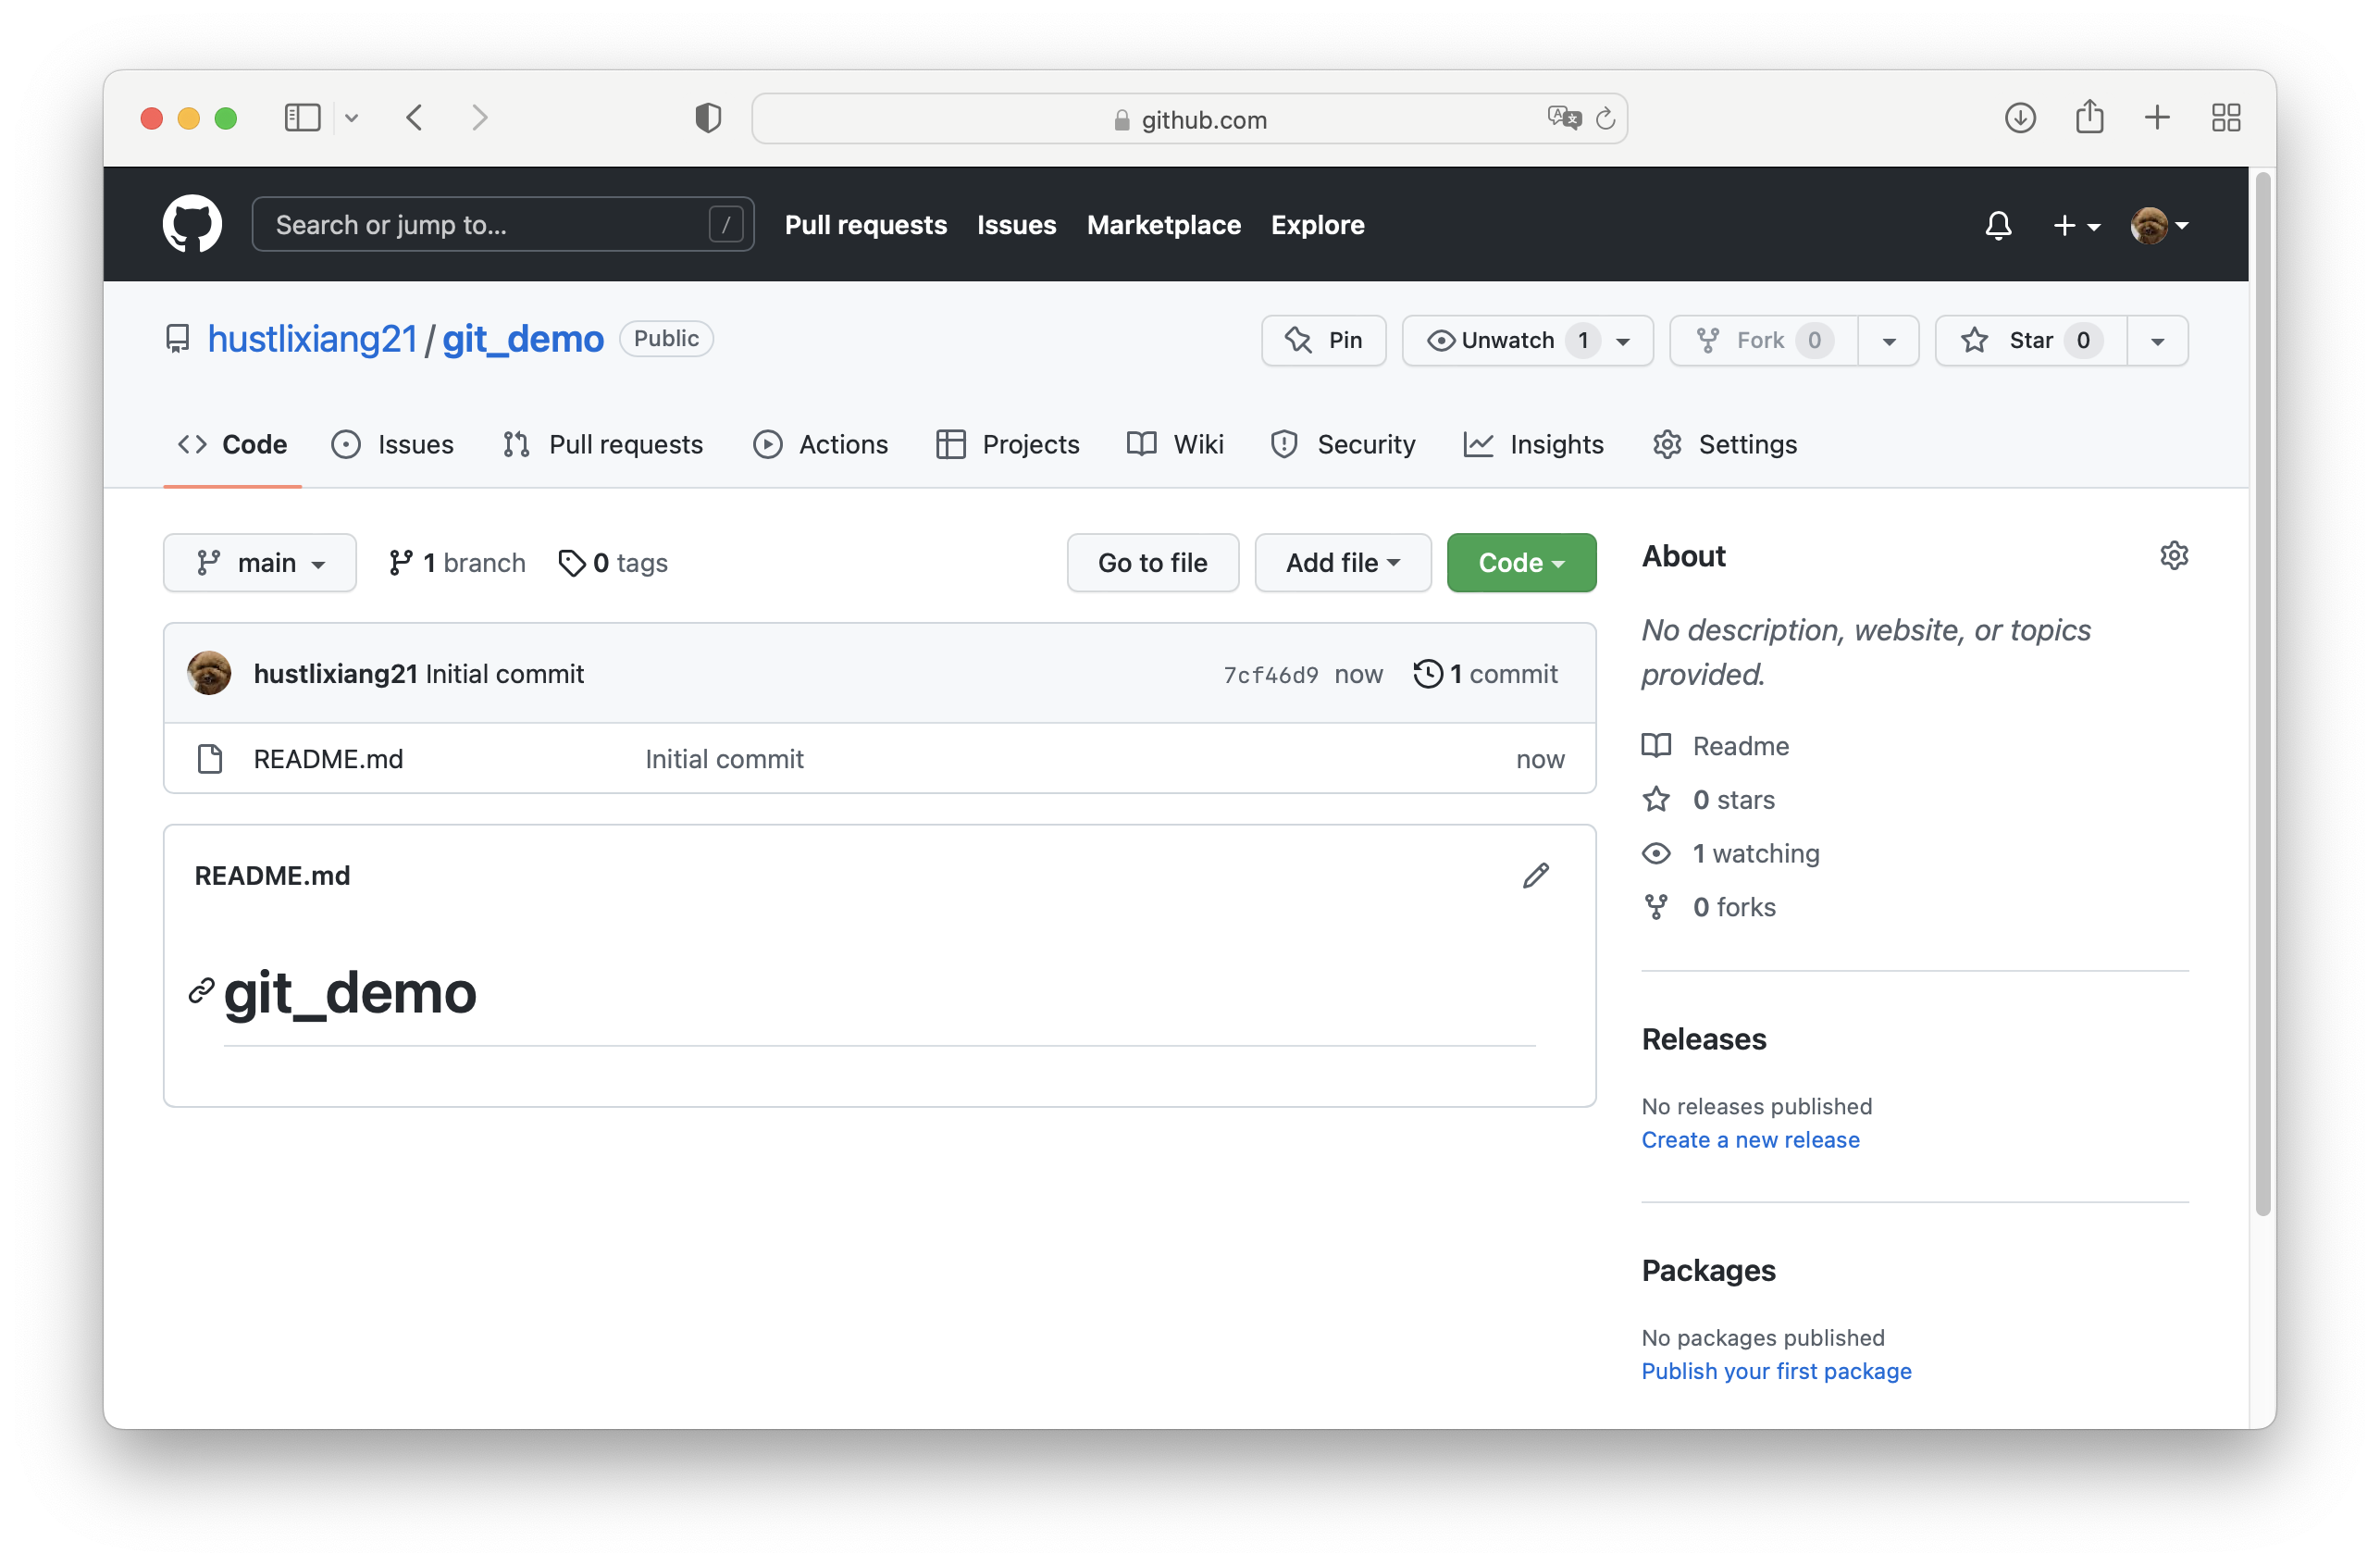 github.com
Search or jump to... / Pull requests Issues Marketplace Explore
hustlixiang21 / git_demo Public Pin Unwatch 1 Fork 0 Star 0
Code Issues Pull requests Actions Projects Wiki Security Insights Settings
main 1 branch 0 tags Go to file Add file Code
hustlixiang21 Initial commit 7cf46d9 now 1 commit
README.md Initial commit now
README.md
git_demo
About
No description, website, or topics
provided.
Readme
0 stars
1 watching
0 forks
Releases
No releases published
Create a new release
Packages
No packages published
Publish your first package